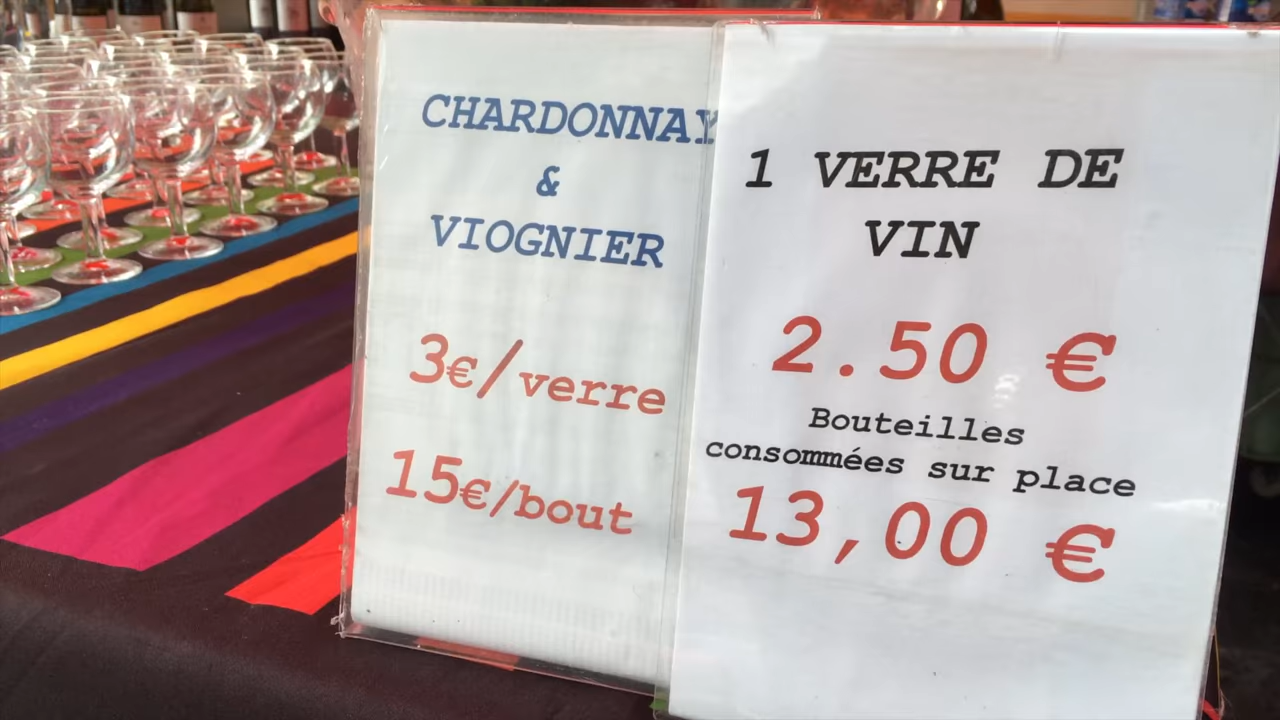 CHARDONNAY
&
VIOGNIER
3€/verre
15€/bout
1 VERRE DE
VIN
2.50 €
Bouteilles
consommées sur place
13,00 €